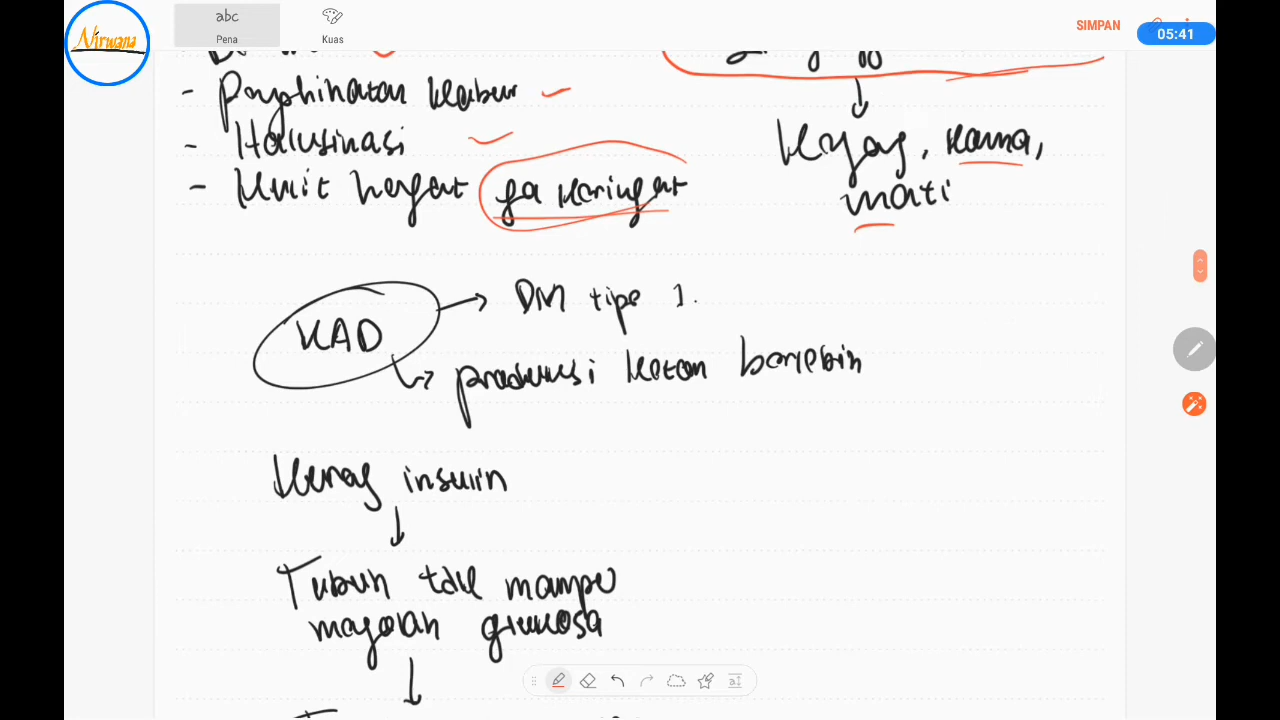 Nirwana
abc
Pena
Kuas
SIMPAN
05:41
- Penglihatan kabur
- Halusinasi
- Kulit hangat ga keringat
Kejang, koma,
mati
KAD → DM tipe 1.
↳ produksi keton berlebih
Kurang insulin
↓
Tubuh tdk mampu
mengolah glukosa
↓